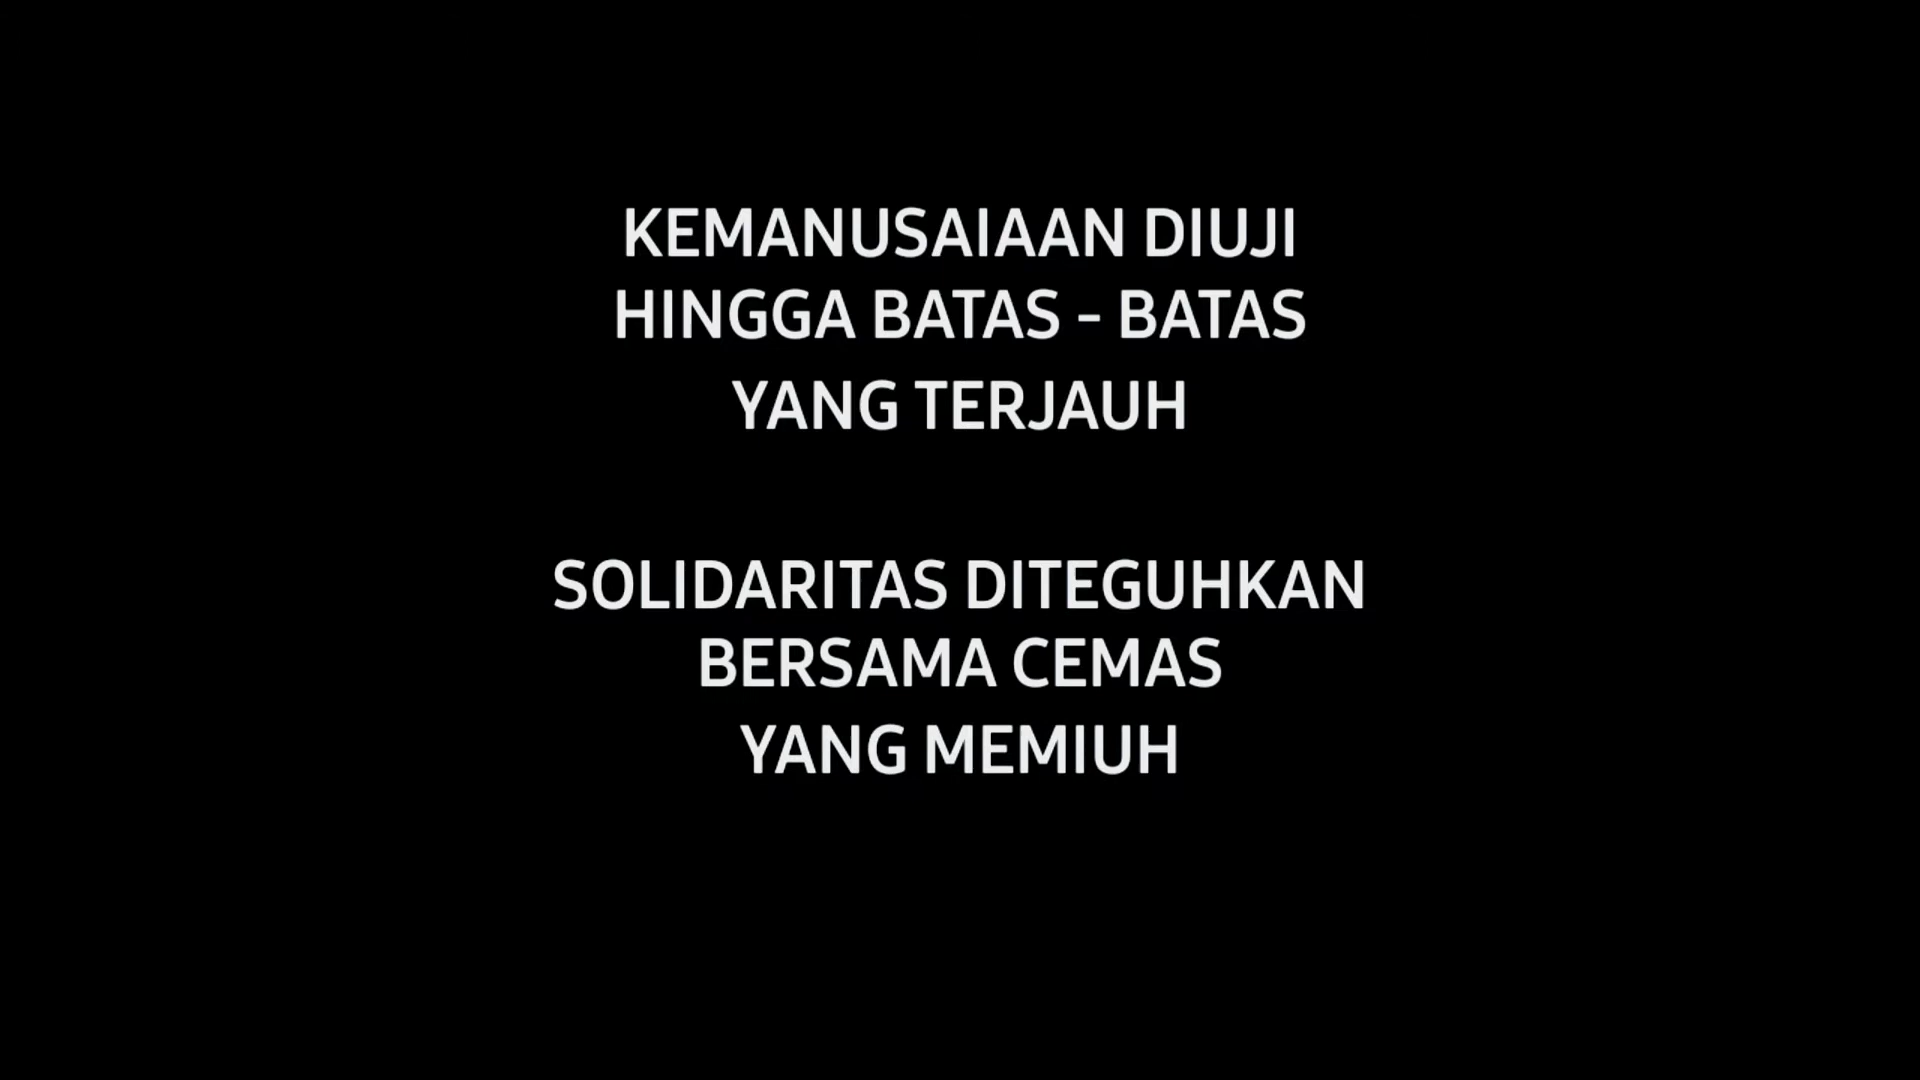 KEMANUSAIAAN DIUJI
HINGGA BATAS - BATAS
YANG TERJAUH
SOLIDARITAS DITEGUHKAN
BERSAMA CEMAS
YANG MEMIUH